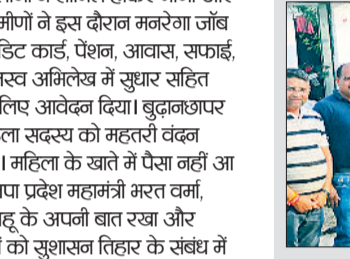 मीणों ने इस दौरान मनरेगा जॉब
डिट कार्ड, पेंशन, आवास, सफाई,
जस्व अभिलेख में सुधार सहित
लिए आवेदन दिया। बुढ़ानछापर
ला सदस्य को महतरी वंदन
। महिला के खाते में पैसा नहीं आ
पा प्रदेश महामंत्री भरत वर्मा,
हू के अपनी बात रखा और
ं को सुशासन तिहार के संबंध में